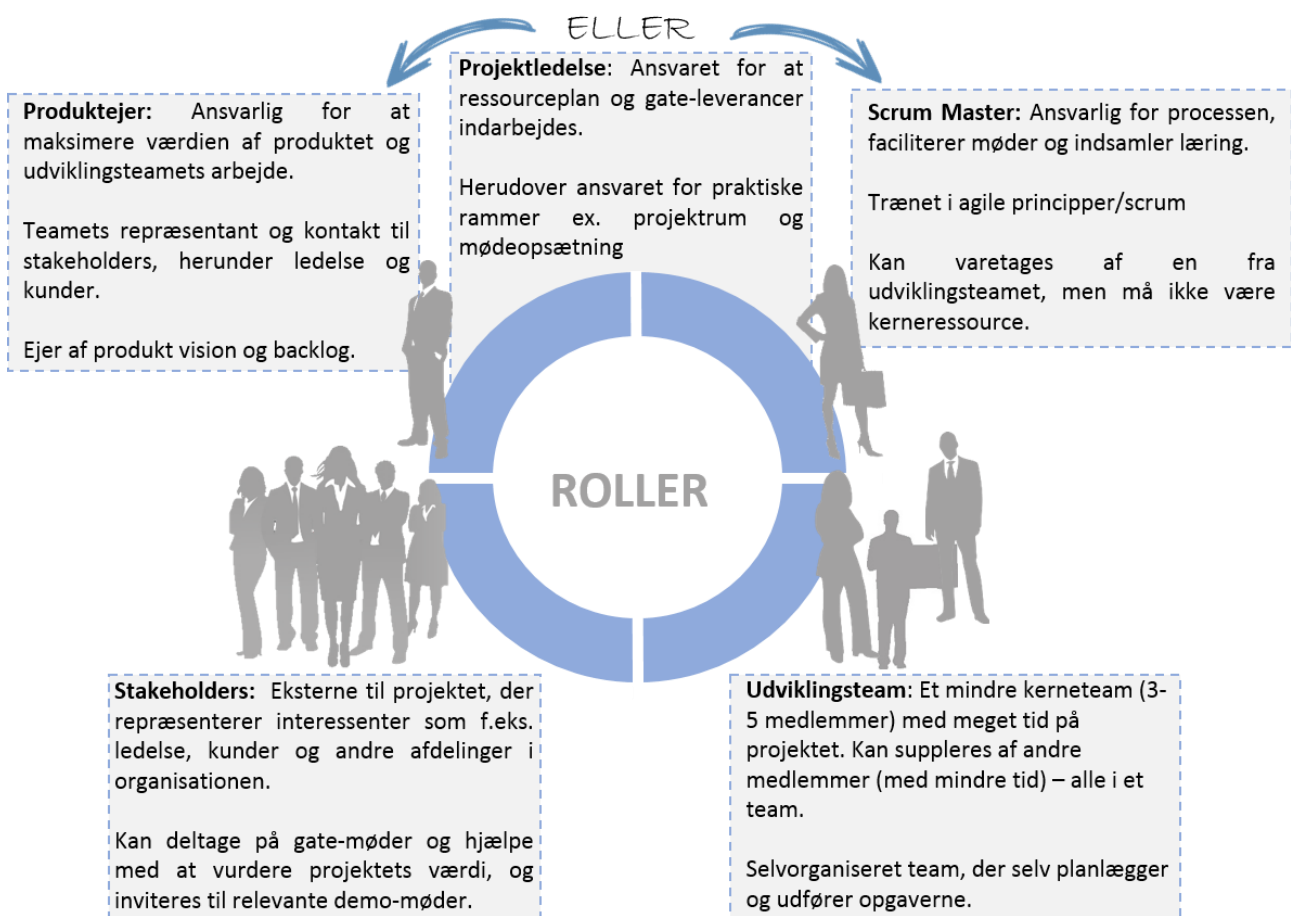 ELLER
Produktejer: Ansvarlig for at
maksimere værdien af produktet og
udviklingsteamets arbejde.
Teamets repræsentant og kontakt til
stakeholders, herunder ledelse og
kunder.
Ejer af produkt vision og backlog.
Projektledelse: Ansvaret for at
ressourceplan og gate-leverancer
indarbejdes.
Herudover ansvaret for praktiske
rammer ex. projektrum og
mødeopsætning
Scrum Master: Ansvarlig for processen,
faciliterer møder og indsamler læring.
Trænet i agile principper/scrum
Kan varetages af en fra
udviklingsteamet, men må ikke være
kerneressource.
ROLLER
Stakeholders: Eksterne til projektet, der
repræsenterer interessenter som f.eks.
ledelse, kunder og andre afdelinger i
organisationen.
Kan deltage på gate-møder og hjælpe
med at vurdere projektets værdi, og
inviteres til relevante demo-møder.
Udviklingsteam: Et mindre kerneteam (3-
5 medlemmer) med meget tid på
projektet. Kan suppleres af andre
medlemmer (med mindre tid) – alle i et
team.
Selvorganiseret team, der selv planlægger
og udfører opgaverne.